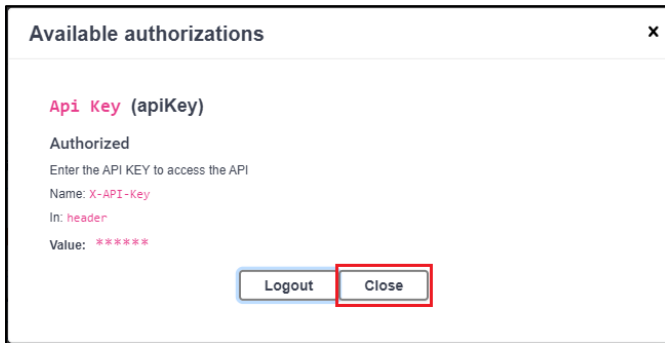 Available authorizations x
Api Key (apiKey)
Authorized
Enter the API KEY to access the API
Name: X-API-Key
In: header
Value: ******
Logout Close